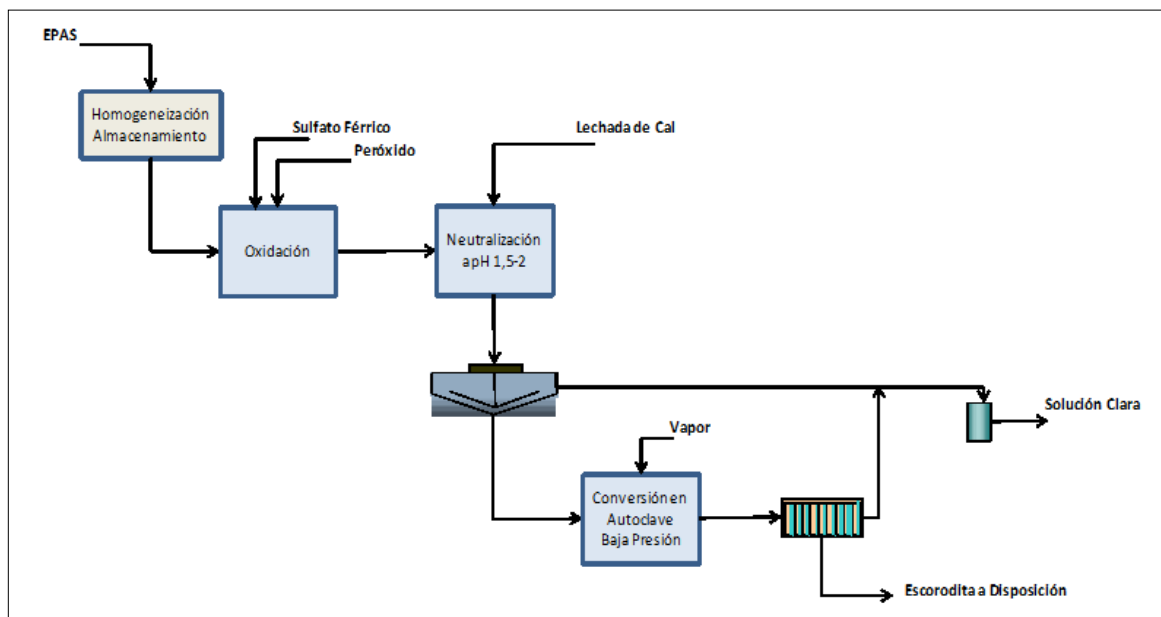 EPAS
Homogeneización
Almacenamiento
Sulfato Férrico
Peróxido
Lechada de Cal
Oxidación
Neutralización
a pH 1,5-2
Vapor
Solución Clara
Conversión en
Autoclave
Baja Presión
Escorodita a Disposición